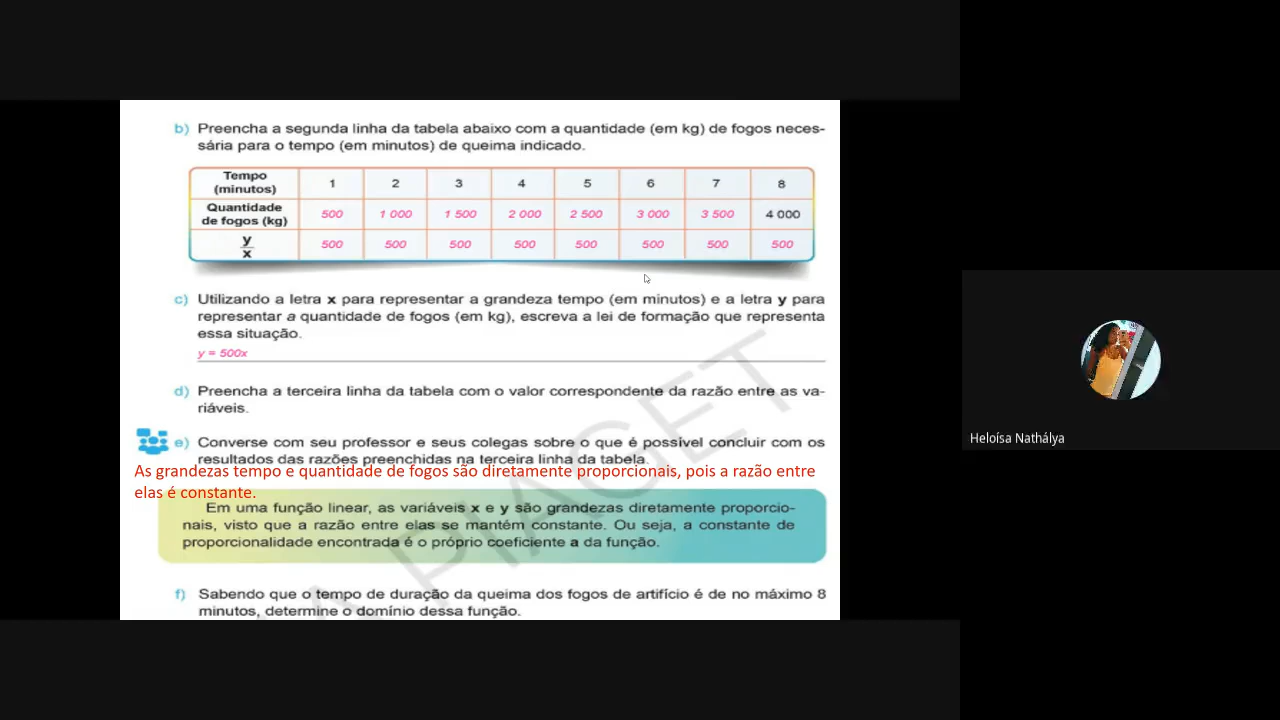 b) Preencha a segunda linha da tabela abaixo com a quantidade (em kg) de fogos neces-
sária para o tempo (em minutos) de queima indicado.
Tempo (minutos) 1 2 3 4 5 6 7 8
Quantidade de fogos (kg) 500 1 000 1 500 2 000 2 500 3 000 3 500 4 000
y/x 500 500 500 500 500 500 500 500
c) Utilizando a letra x para representar a grandeza tempo (em minutos) e a letra y para
representar a quantidade de fogos (em kg), escreva a lei de formação que representa
essa situação.
y = 500x
d) Preencha a terceira linha da tabela com o valor correspondente da razão entre as va-
riáveis.
e) Converse com seu professor e seus colegas sobre o que é possível concluir com os
resultados das razões preenchidas na terceira linha da tabela.
As grandezas tempo e quantidade de fogos são diretamente proporcionais, pois a razão entre
elas é constante.
Em uma função linear, as variáveis x e y são grandezas diretamente proporcio-
nais, visto que a razão entre elas se mantém constante. Ou seja, a constante de
proporcionalidade encontrada é o próprio coeficiente a da função.
f) Sabendo que o tempo de duração da queima dos fogos de artifício é de no máximo 8
minutos, determine o domínio dessa função.
A PIAGET
Heloísa Nathálya